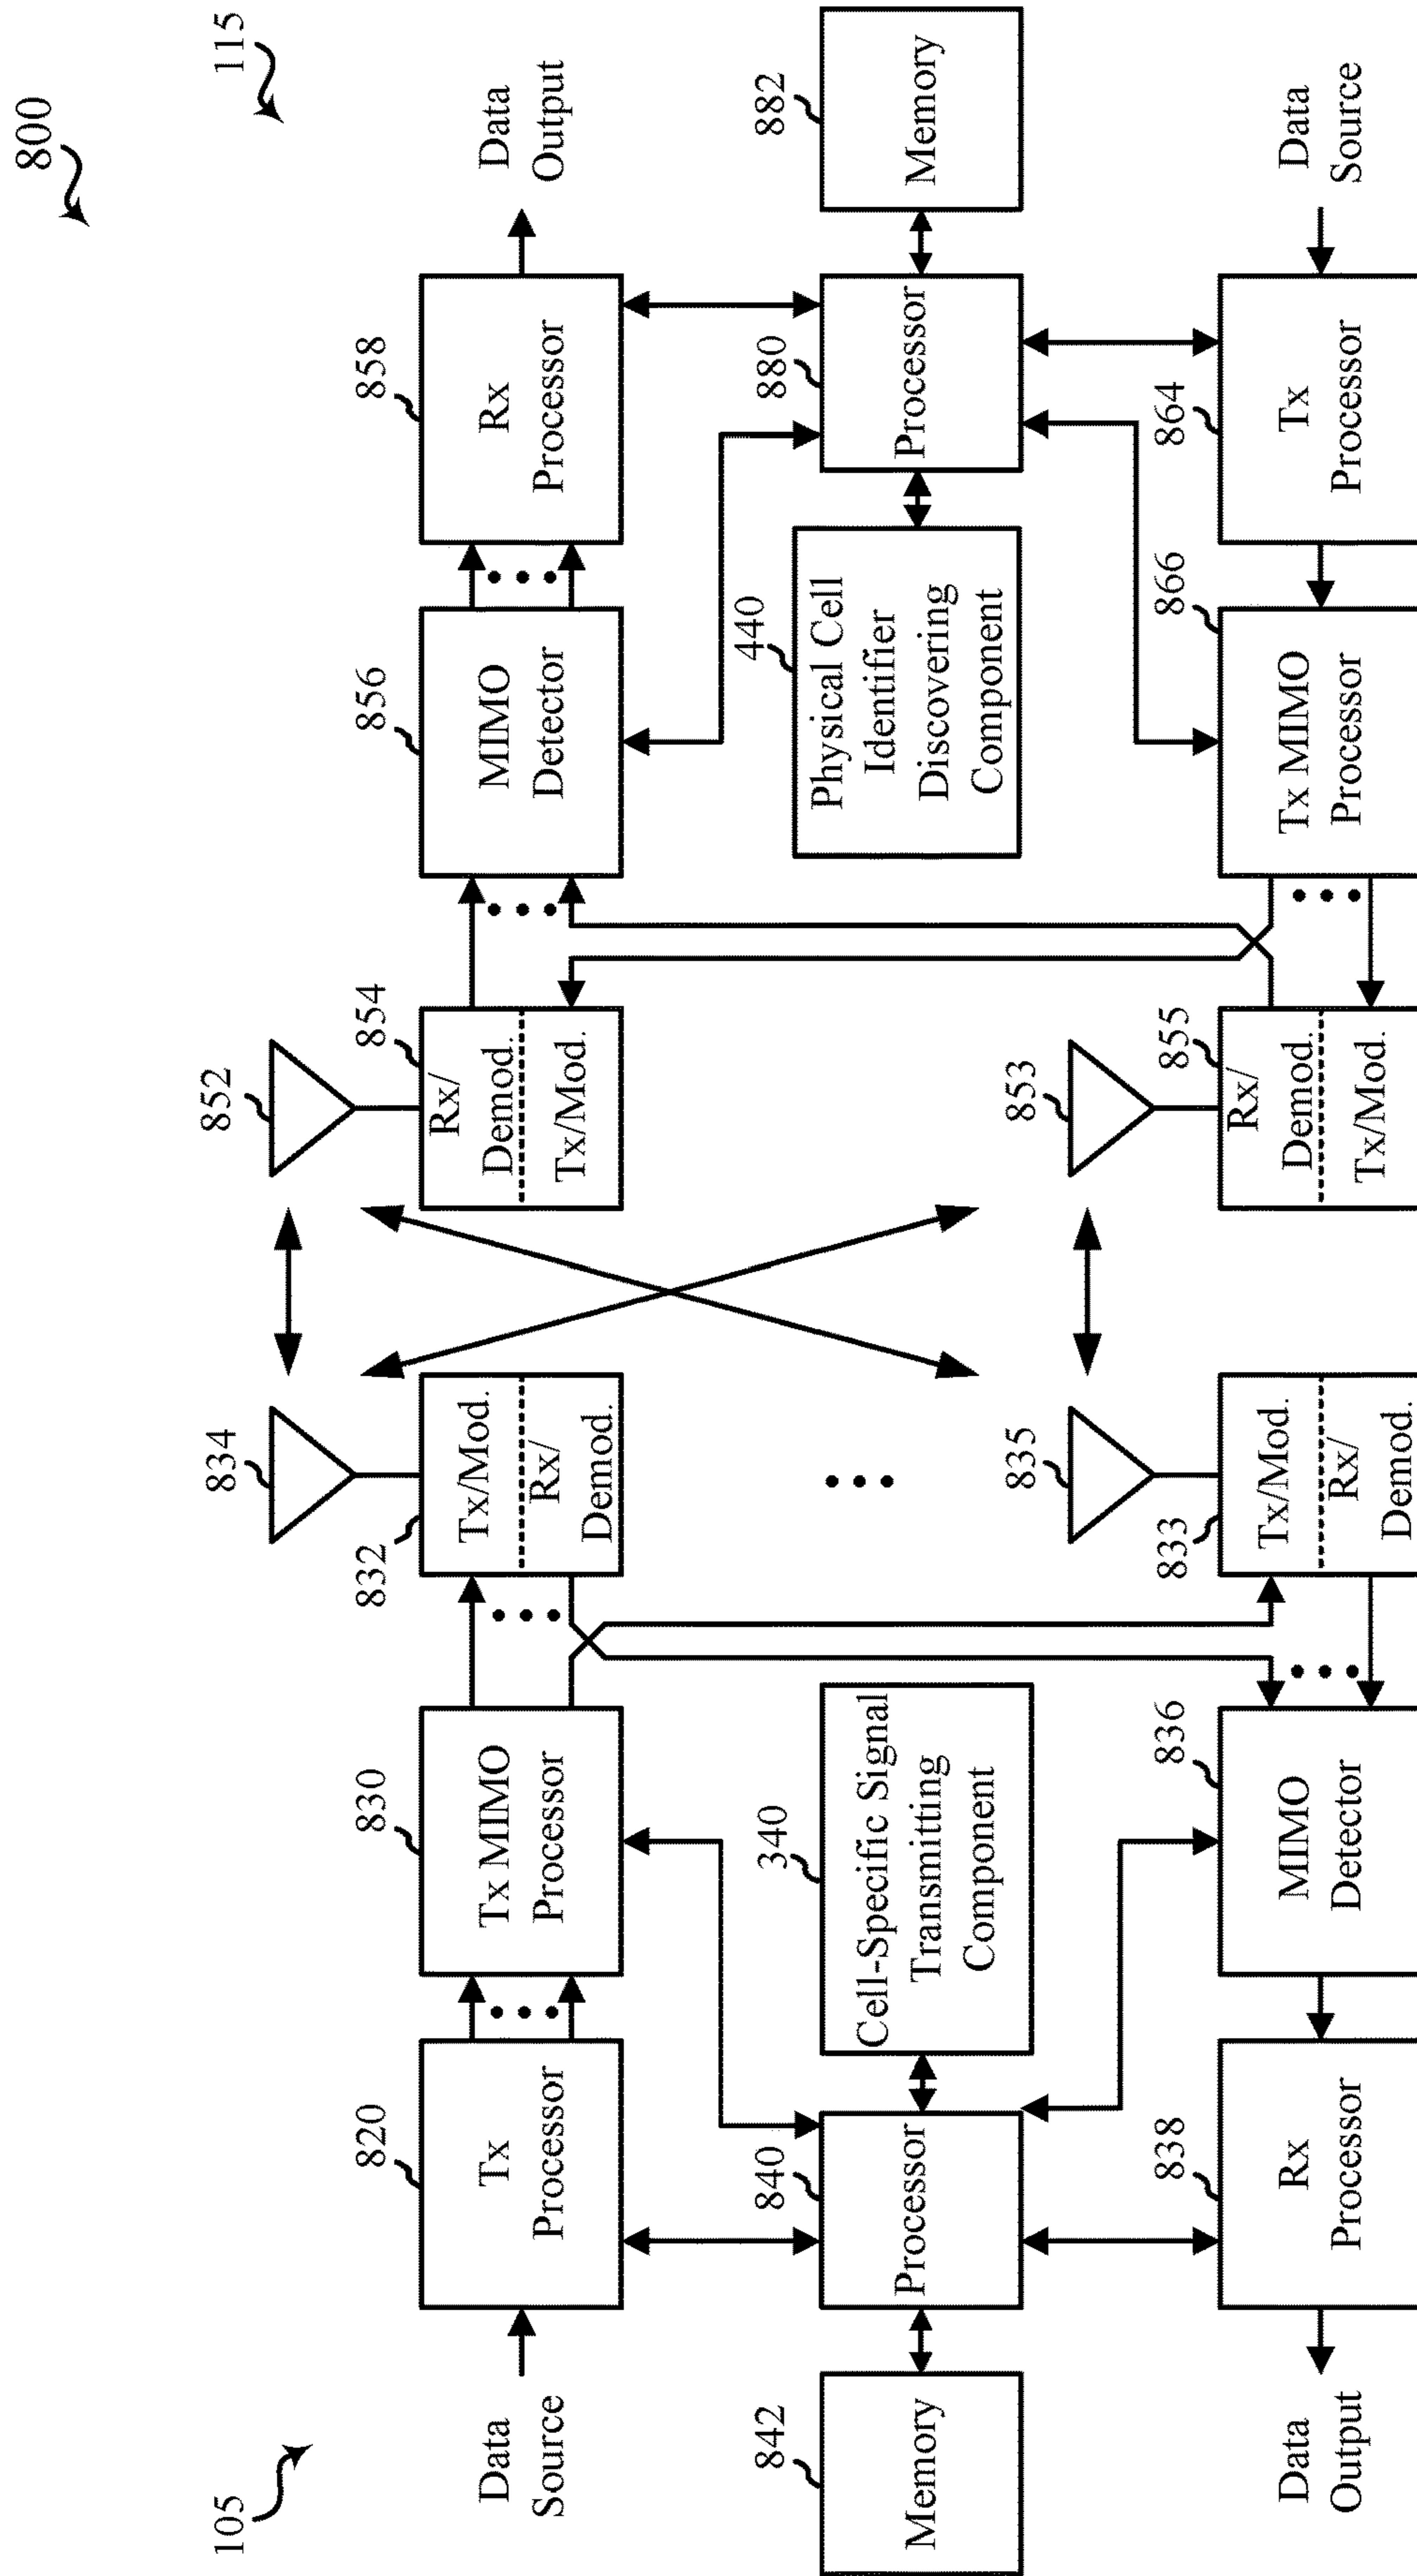 800
105
115
Data
Source
820
Tx
Processor
830
Tx MIMO
Processor
832
Tx/Mod.
Rx/
Demod.
834
852
854
Rx/
Demod.
Tx/Mod.
856
MIMO
Detector
858
Rx
Processor
Data
Output
842
Memory
840
Processor
340
Cell-Specific Signal
Transmitting
Component
440
Physical Cell
Identifier
Discovering
Component
880
Processor
882
Memory
Data
Output
838
Rx
Processor
836
MIMO
Detector
833
Tx/Mod.
Rx/
Demod.
835
853
855
Rx/
Demod.
Tx/Mod.
866
Tx MIMO
Processor
864
Tx
Processor
Data
Source